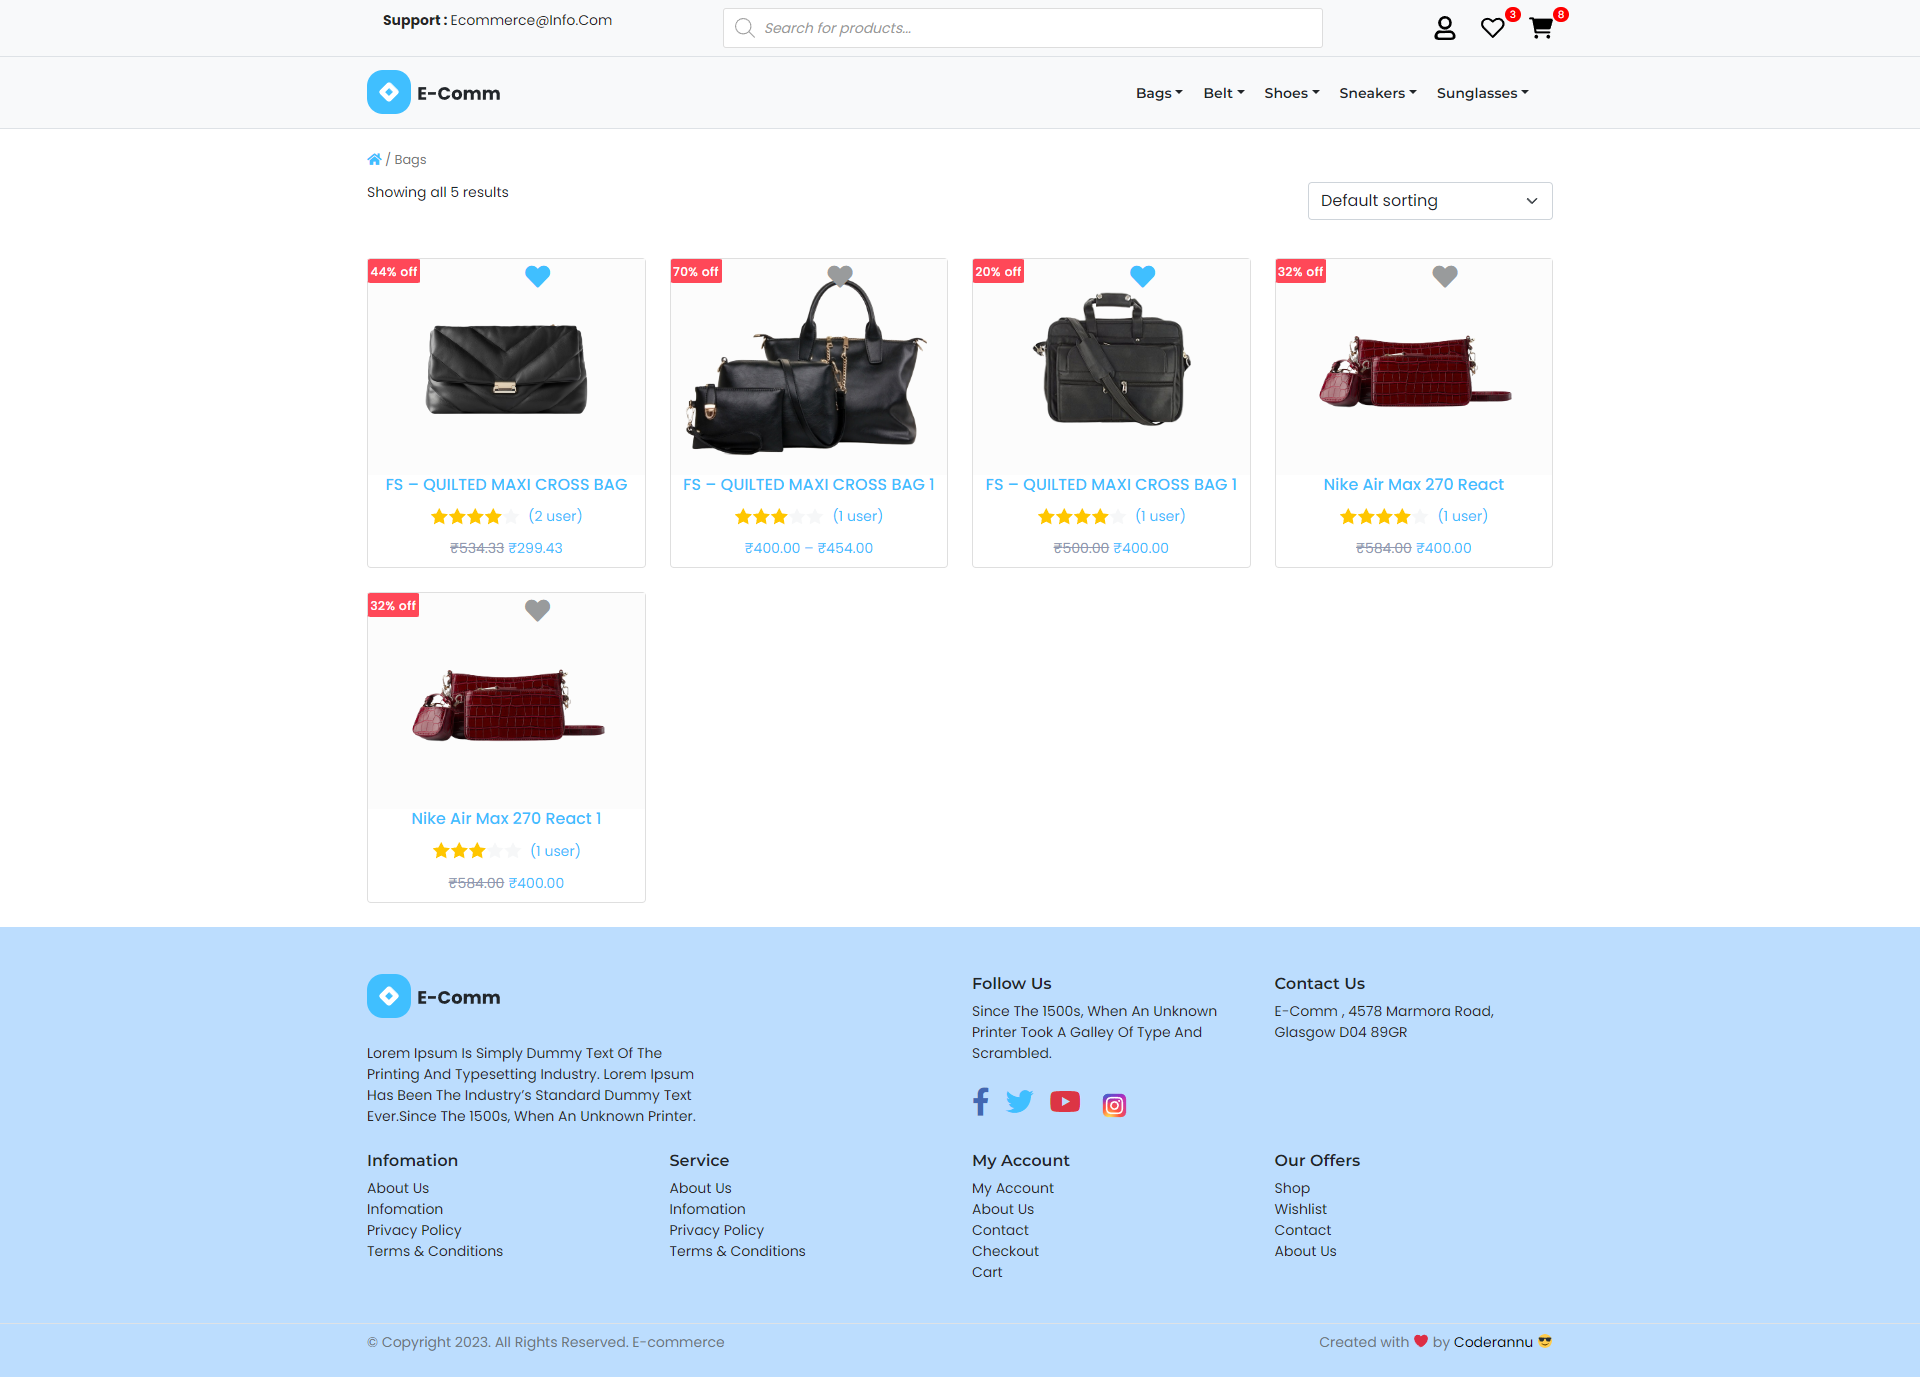 Support : Ecommerce@Info.Com
Search for products...
3
8
E-Comm
Bags
Belt
Shoes
Sneakers
Sunglasses
/ Bags
Showing all 5 results
Default sorting
44% off
70% off
20% off
32% off
FS – QUILTED MAXI CROSS BAG
FS – QUILTED MAXI CROSS BAG 1
FS – QUILTED MAXI CROSS BAG 1
Nike Air Max 270 React
(2 user)
(1 user)
(1 user)
(1 user)
₹534.33 ₹299.43
₹400.00 – ₹454.00
₹500.00 ₹400.00
₹584.00 ₹400.00
32% off
Nike Air Max 270 React 1
(1 user)
₹584.00 ₹400.00
E-Comm
Lorem Ipsum Is Simply Dummy Text Of The
Printing And Typesetting Industry. Lorem Ipsum
Has Been The Industry’s Standard Dummy Text
Ever.Since The 1500s, When An Unknown Printer.
Follow Us
Since The 1500s, When An Unknown
Printer Took A Galley Of Type And
Scrambled.
Contact Us
E-Comm , 4578 Marmora Road,
Glasgow D04 89GR
Infomation
About Us
Infomation
Privacy Policy
Terms & Conditions
Service
About Us
Infomation
Privacy Policy
Terms & Conditions
My Account
My Account
About Us
Contact
Checkout
Cart
Our Offers
Shop
Wishlist
Contact
About Us
© Copyright 2023. All Rights Reserved. E-commerce
Created with ❤️ by Coderannu 😎